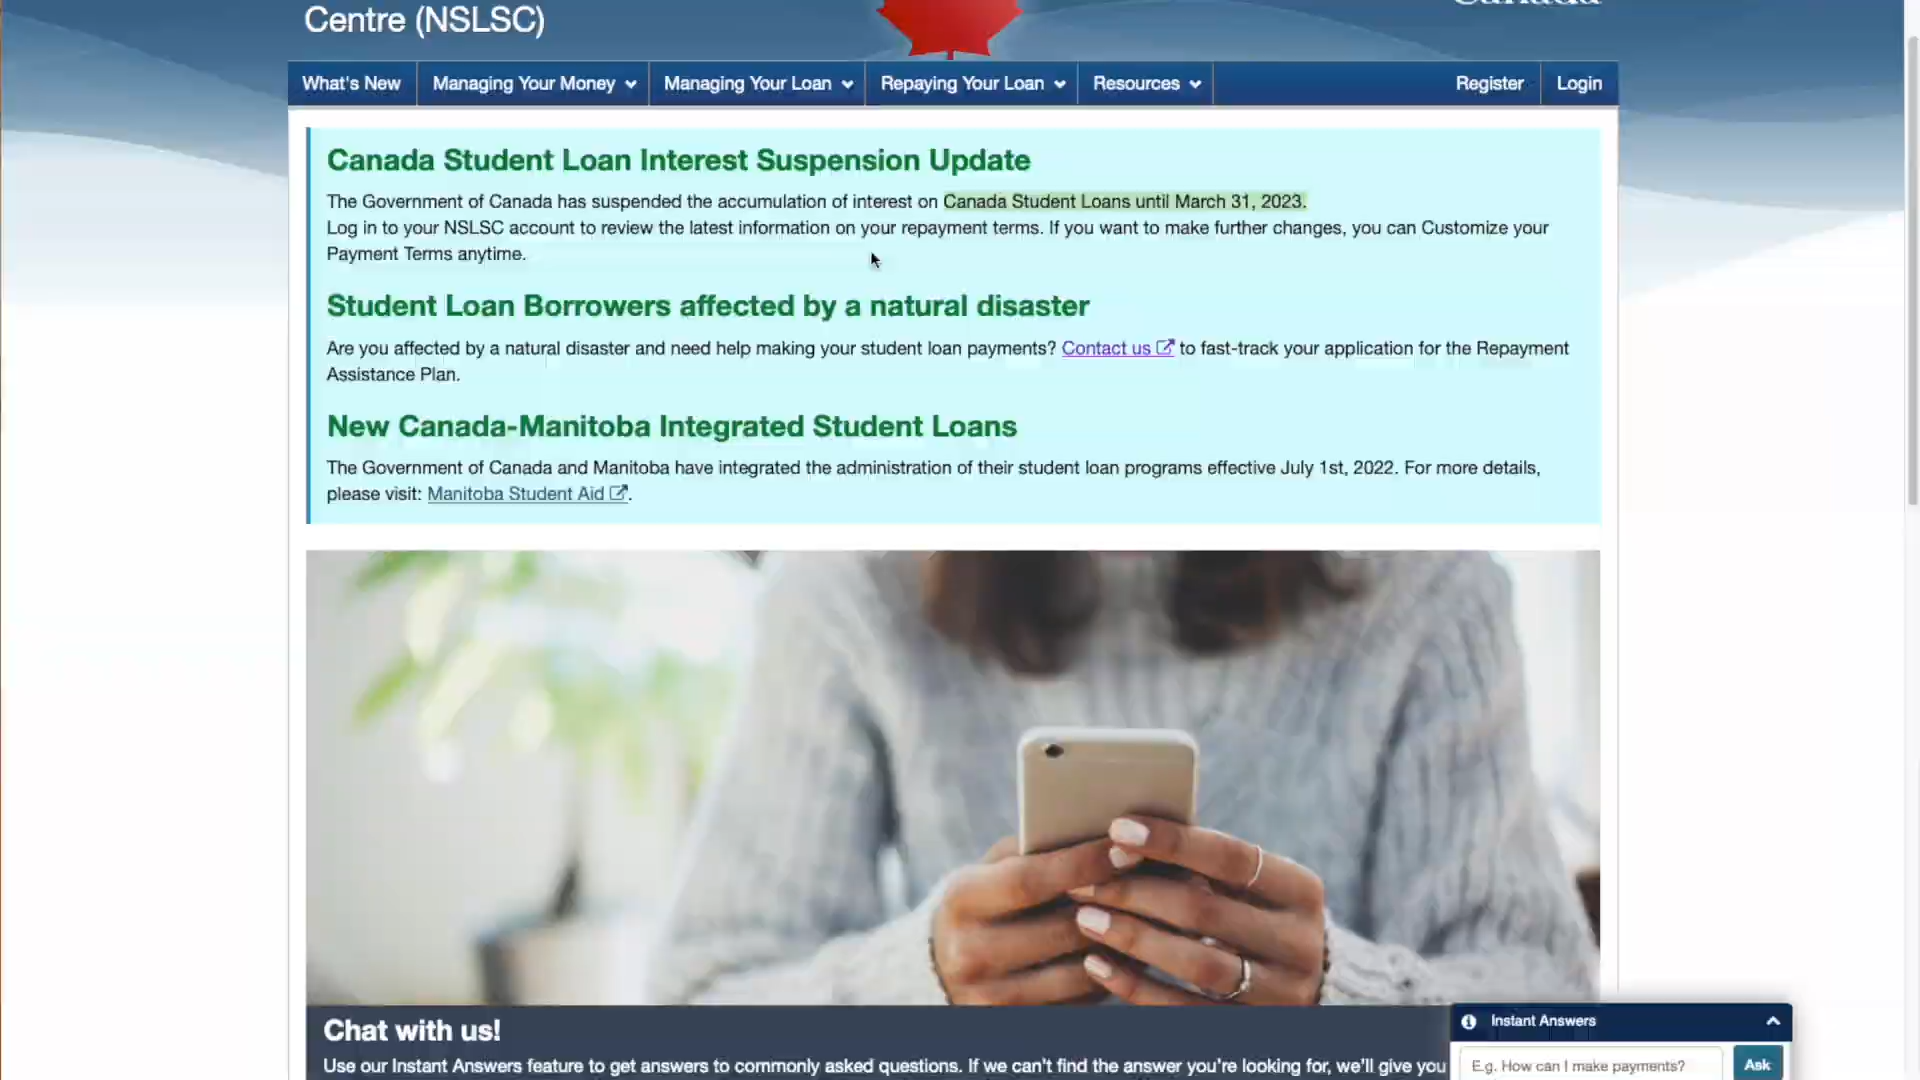 Centre (NSLSC)
What's New Managing Your Money Managing Your Loan Repaying Your Loan Resources Register Login
Canada Student Loan Interest Suspension Update
The Government of Canada has suspended the accumulation of interest on Canada Student Loans until March 31, 2023.
Log in to your NSLSC account to review the latest information on your repayment terms. If you want to make further changes, you can Customize your
Payment Terms anytime.
Student Loan Borrowers affected by a natural disaster
Are you affected by a natural disaster and need help making your student loan payments? Contact us to fast-track your application for the Repayment
Assistance Plan.
New Canada-Manitoba Integrated Student Loans
The Government of Canada and Manitoba have integrated the administration of their student loan programs effective July 1st, 2022. For more details,
please visit: Manitoba Student Aid.
Chat with us!
Use our Instant Answers feature to get answers to commonly asked questions. If we can't find the answer you're looking for, we'll give you
Instant Answers
E.g. How can I make payments? Ask